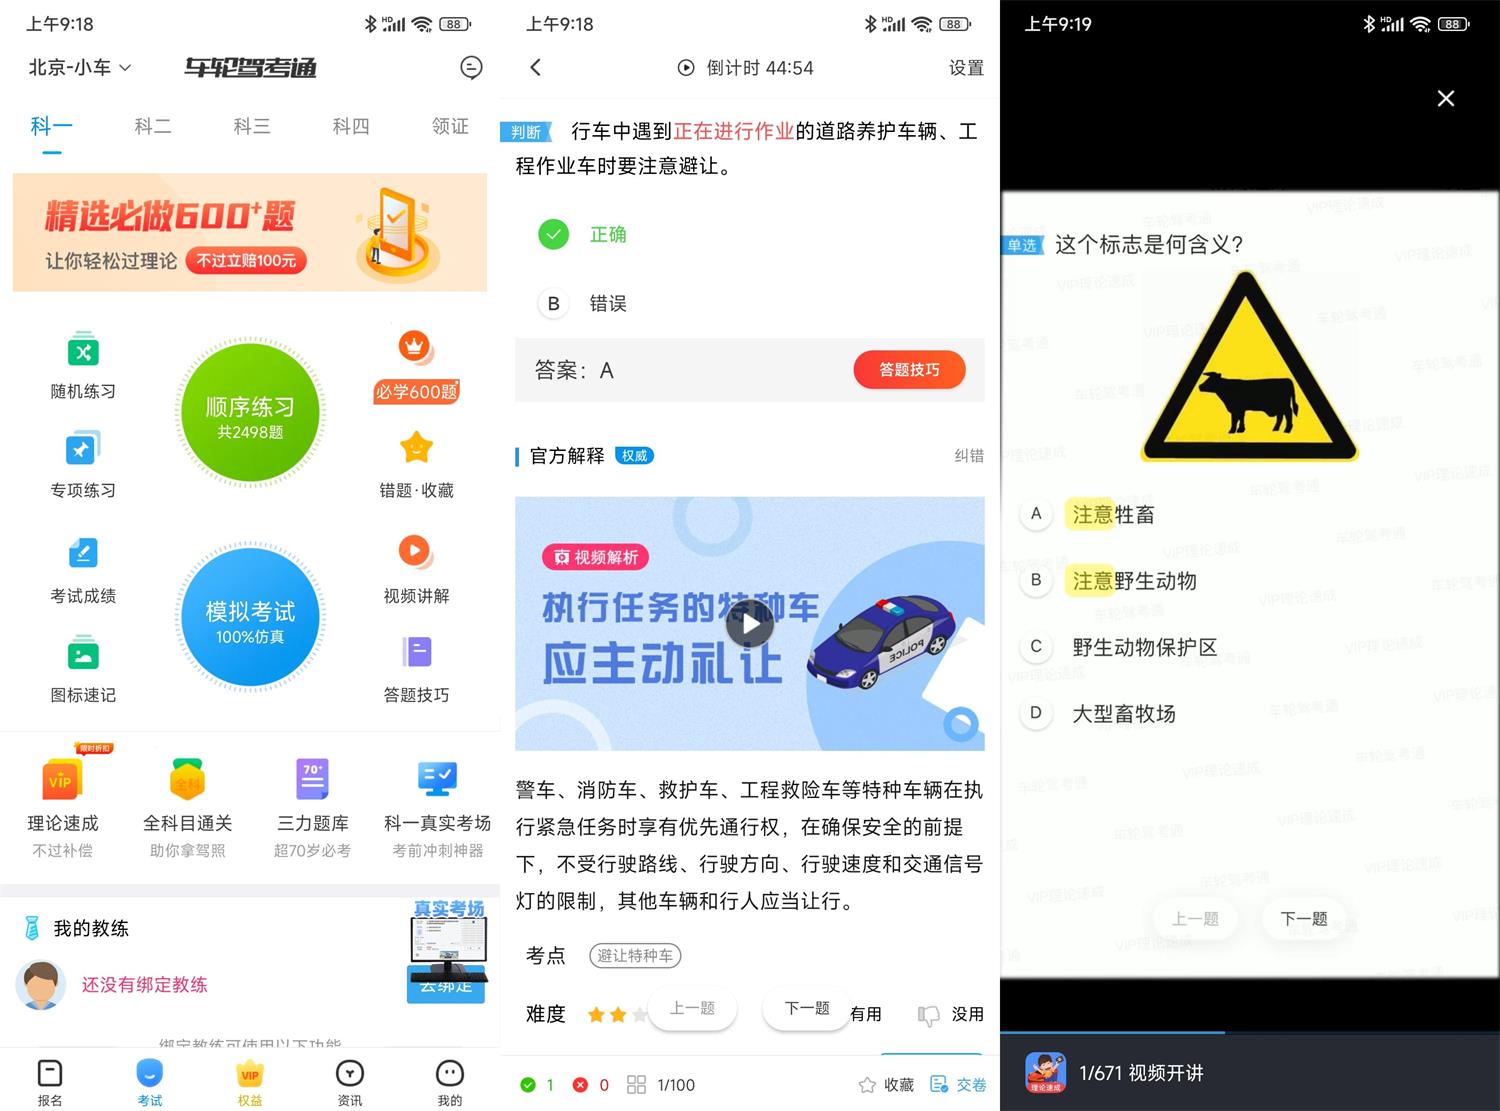 上午9:18
HD
88
北京-小车
车轮驾考通
科一
科二
科三
科四
领证
精选必做600+题
让你轻松过理论
不过立赔100元
随机练习
顺序练习
共2498题
必学600题
专项练习
错题·收藏
考试成绩
模拟考试
100%仿真
视频讲解
图标速记
答题技巧
限时折扣
VIP
全科
70+
理论速成
全科目通关
三力题库
科一真实考场
不过补偿
助你拿驾照
超70岁必考
考前冲刺神器
我的教练
真实考场
还没有绑定教练
去绑定
绑定教练可使用以下功能
VIP
报名
考试
权益
资讯
我的
上午9:18
HD
88
倒计时 44:54
设置
判断
行车中遇到正在进行作业的道路养护车辆、工
程作业车时要注意避让。
正确
B
错误
答案：A
答题技巧
官方解释
权威
纠错
视频解析
执行任务的特种车
应主动礼让
POLICE
警车、消防车、救护车、工程救险车等特种车辆在执
行紧急任务时享有优先通行权，在确保安全的前提
下，不受行驶路线、行驶方向、行驶速度和交通信号
灯的限制，其他车辆和行人应当让行。
考点
避让特种车
难度
上一题
下一题
有用
没用
1
0
1/100
收藏
交卷
上午9:19
HD
88
单选
这个标志是何含义?
A
注意牲畜
B
注意野生动物
C
野生动物保护区
D
大型畜牧场
上一题
下一题
VIP理论速成
车轮驾考通
理论速成
1/671 视频开讲